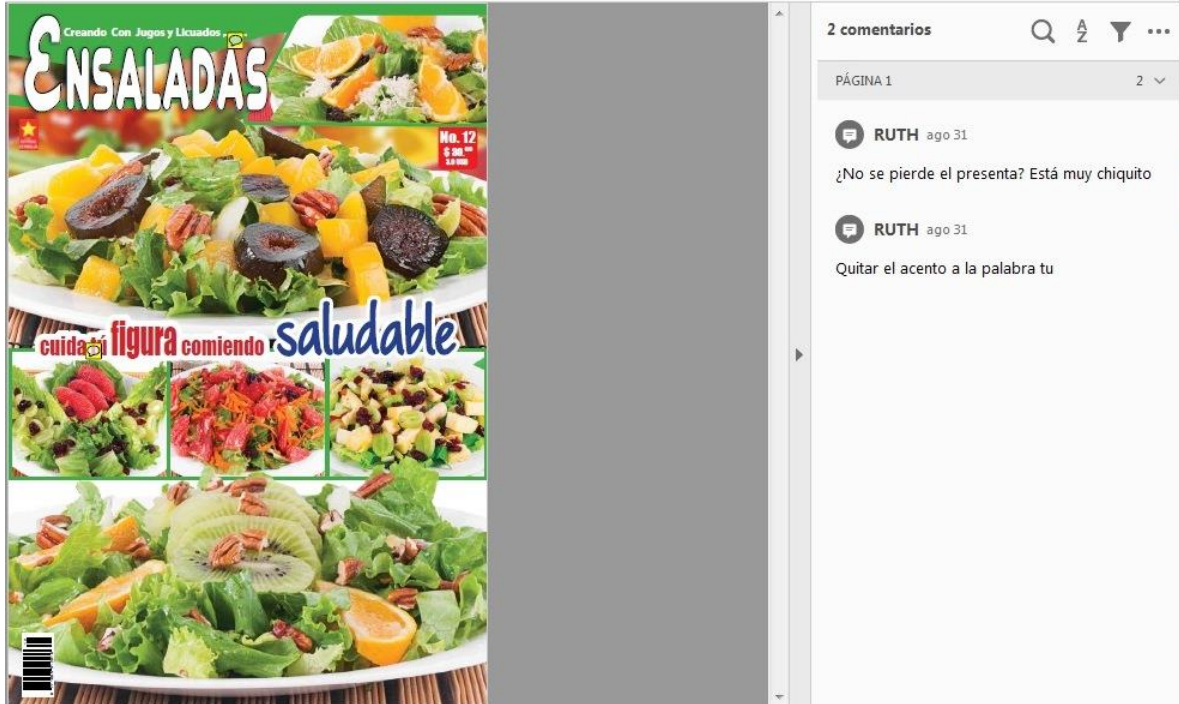 Creando Con Jugos y Licuados
ENSALADAS
No. 12
cuida tú figura comiendo saludable
2 comentarios
PÁGINA 1 2
RUTH ago 31
¿No se pierde el presenta? Está muy chiquito
RUTH ago 31
Quitar el acento a la palabra tu